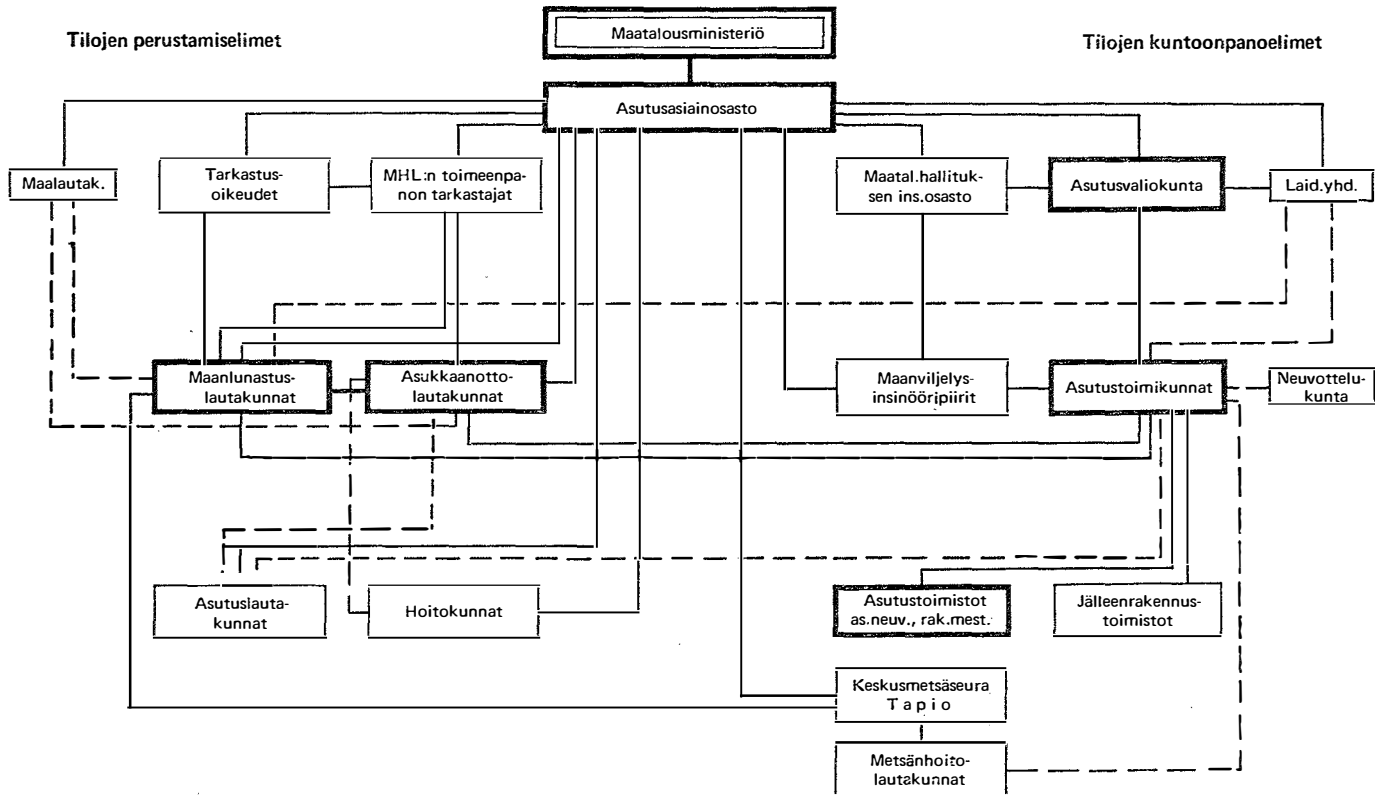 Tilojen perustamiselimet
Maatalousministeriö
Tilojen kuntoonpanoelimet
Asutusasiainosasto
Maalautak.
Tarkastus-
oikeudet
MHL:n toimeenpa-
non tarkastajat
Maatal.hallituk-
sen ins.osasto
Asutusvaliokunta
Laid.yhd.
Maanlunastus-
lautakunnat
Asukkaanotto-
lautakunnat
Maanviljelys-
insinööripiirit
Asutustoimikunnat
Neuvottelu-
kunta
Asutuslauta-
kunnat
Hoitokunnat
Asutustoimistot
as.neuv., rak.mest.
Jälleenrakennus-
toimistot
Keskusmetsäseura
Tapio
Metsänhoito-
lautakunnat